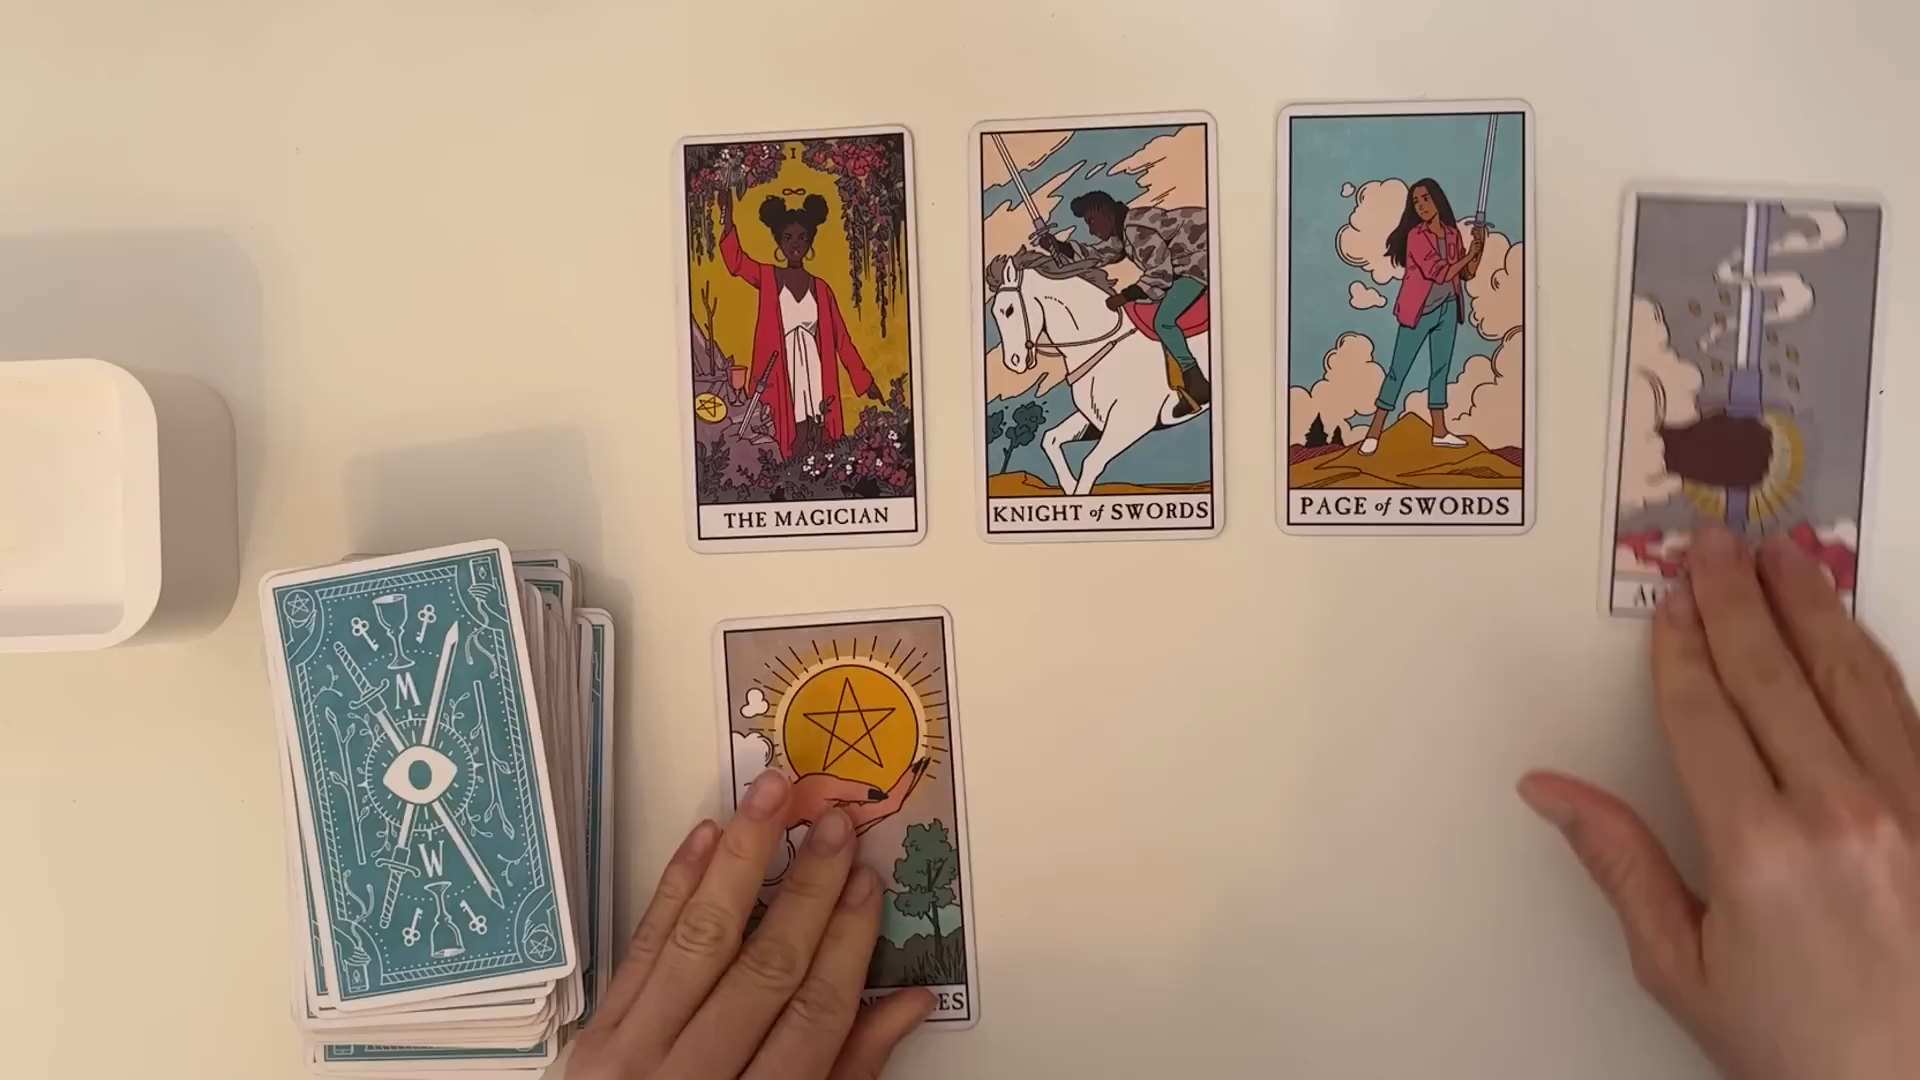 I
THE MAGICIAN
KNIGHT of SWORDS
PAGE of SWORDS
M
W